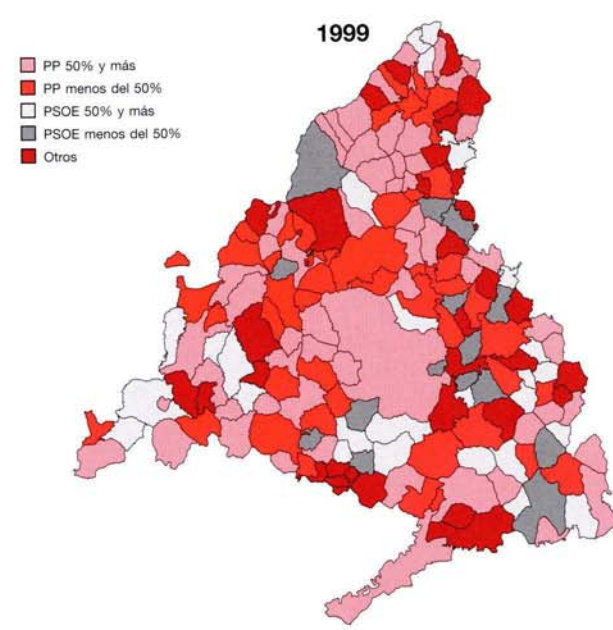 1999
PP 50% y más
PP menos del 50%
PSOE 50% y más
PSOE menos del 50%
Otros